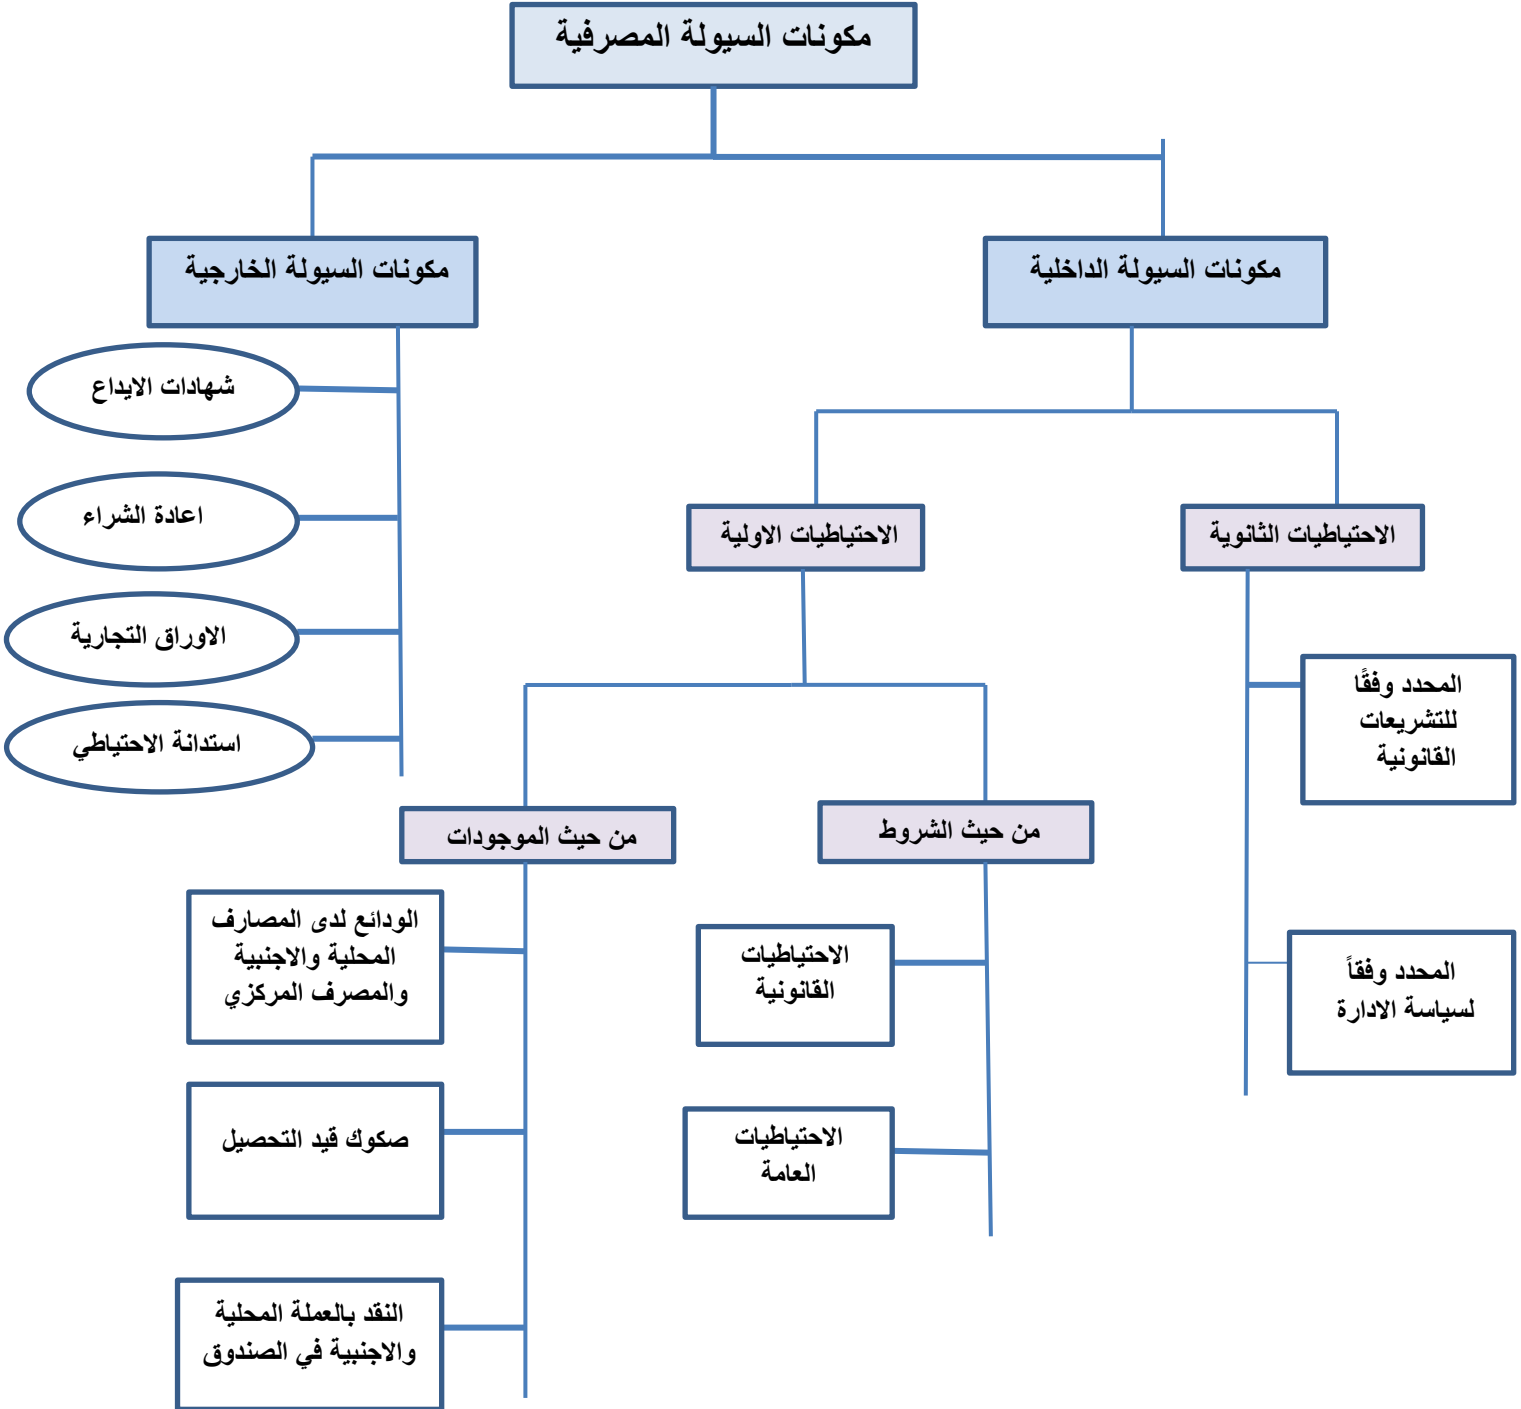 مكونات السيولة المصرفية
مكونات السيولة الداخلية
مكونات السيولة الخارجية
شهادات الايداع
اعادة الشراء
الاوراق التجارية
استدانة الاحتياطي
الاحتياطيات الثانوية
الاحتياطيات الاولية
المحدد وفقًا
للتشريعات
القانونية
المحدد وفقاً
لسياسة الادارة
من حيث الشروط
من حيث الموجودات
الاحتياطيات
القانونية
الاحتياطيات
العامة
الودائع لدى المصارف
المحلية والاجنبية
والمصرف المركزي
صكوك قيد التحصيل
النقد بالعملة المحلية
والاجنبية في الصندوق